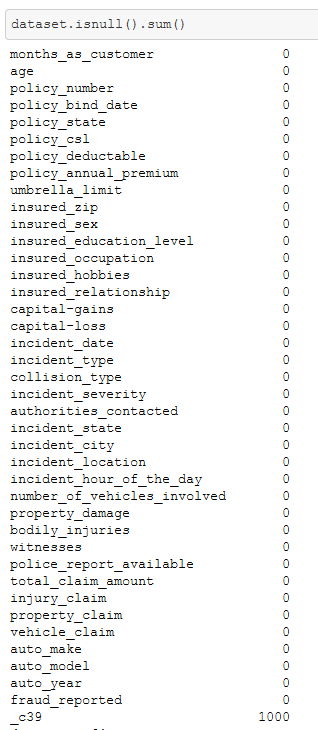 dataset.isnull().sum()
months_as_customer 0
age 0
policy_number 0
policy_bind_date 0
policy_state 0
policy_csl 0
policy_deductable 0
policy_annual_premium 0
umbrella_limit 0
insured_zip 0
insured_sex 0
insured_education_level 0
insured_occupation 0
insured_hobbies 0
insured_relationship 0
capital-gains 0
capital-loss 0
incident_date 0
incident_type 0
collision_type 0
incident_severity 0
authorities_contacted 0
incident_state 0
incident_city 0
incident_location 0
incident_hour_of_the_day 0
number_of_vehicles_involved 0
property_damage 0
bodily_injuries 0
witnesses 0
police_report_available 0
total_claim_amount 0
injury_claim 0
property_claim 0
vehicle_claim 0
auto_make 0
auto_model 0
auto_year 0
fraud_reported 0
_c39 1000